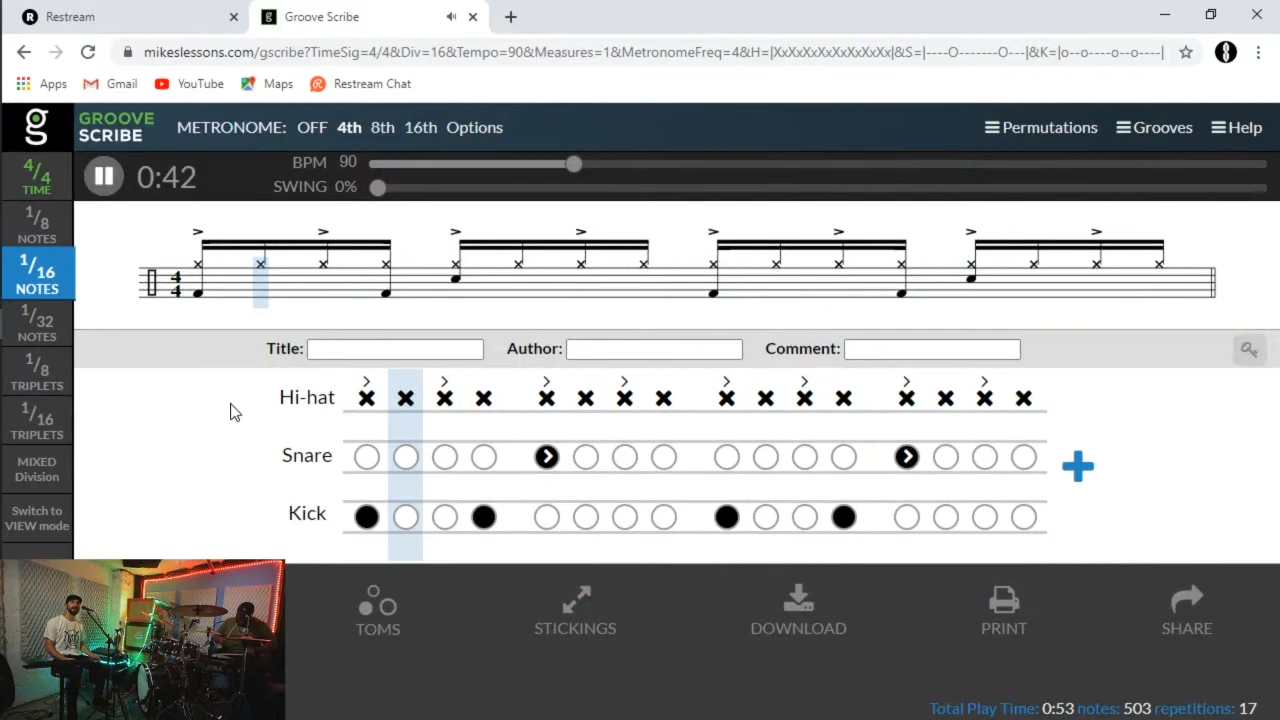 Restream
Groove Scribe
mikeslessons.com/gscribe?TimeSig=4/4&Div=16&Tempo=90&Measures=1&MetronomeFreq=4&H=|XxXxXxXxXxXxXxXx|&S=|----O-------O---|&K=|o--o----o--o----|
Apps
Gmail
YouTube
Maps
Restream Chat
g
GROOVE
SCRIBE
METRONOME: OFF 4th 8th 16th Options
Permutations
Grooves
Help
4/4
TIME
0:42
BPM 90
SWING 0%
1/8
NOTES
1/16
NOTES
1/32
NOTES
1/8
TRIPLETS
1/16
TRIPLETS
MIXED
Division
Switch to
VIEW mode
4
4
Title:
Author:
Comment:
Hi-hat
Snare
Kick
TOMS
STICKINGS
DOWNLOAD
PRINT
SHARE
Total Play Time: 0:53 notes: 503 repetitions: 17